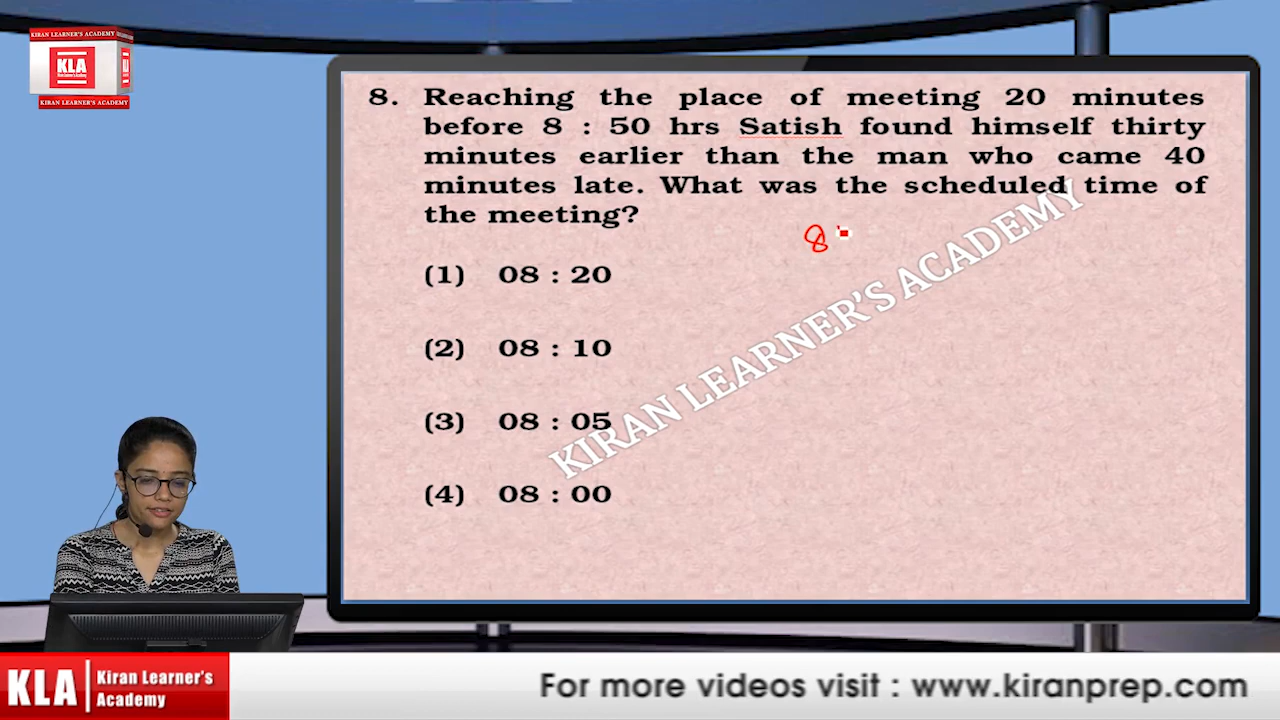 KIRAN LEARNER'S ACADEMY
KLA
Kiran Learner's Academy
KIRAN LEARNER'S ACADEMY
8. Reaching the place of meeting 20 minutes
before 8 : 50 hrs Satish found himself thirty
minutes earlier than the man who came 40
minutes late. What was the scheduled time of
the meeting?
8
(1) 08 : 20
(2) 08 : 10
(3) 08 : 05
(4) 08 : 00
KIRAN LEARNER'S ACADEMY
KLA
Kiran Learner's
Academy
For more videos visit : www.kiranprep.com